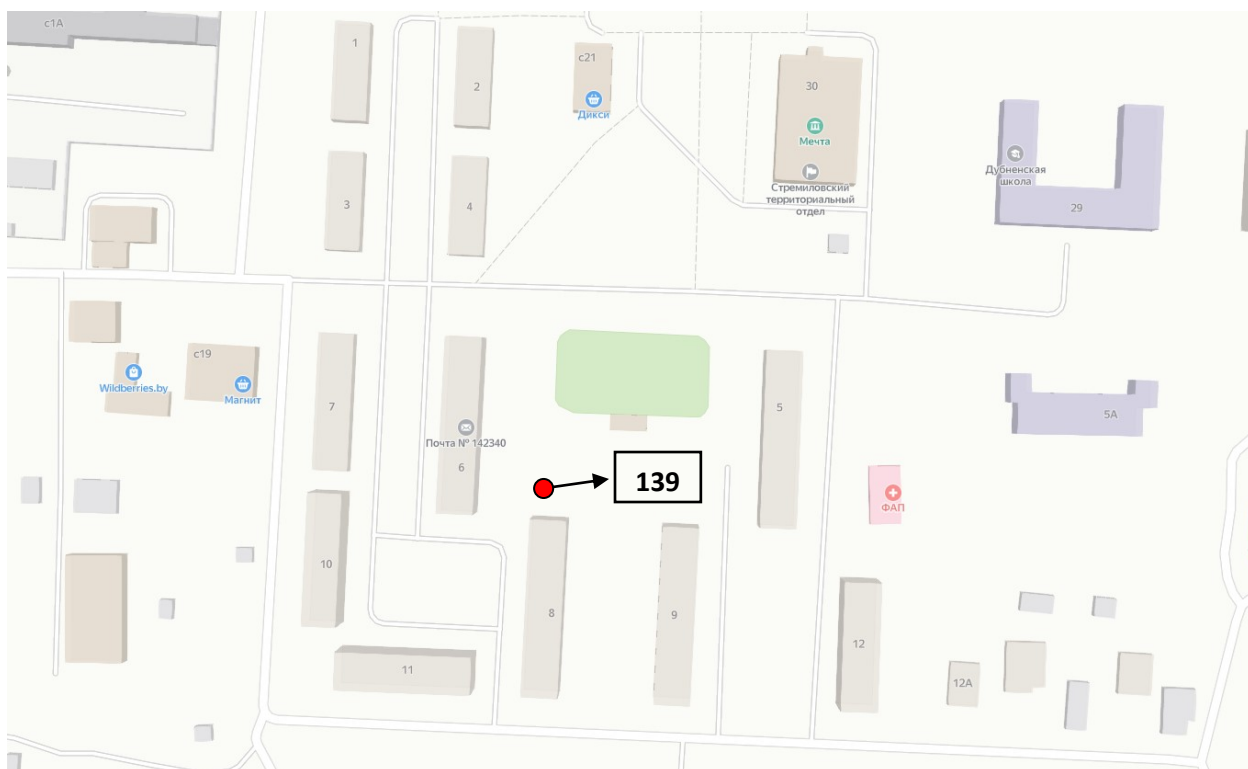 с1А
1
2
с21
Дикси
30
Мечта
Стремиловский
территориальный
отдел
Дубненская
школа
29
3
4
с19
Wildberries.by
Магнит
7
Почта № 142340
6
5
5А
139
ФАП
10
8
9
11
12
12А